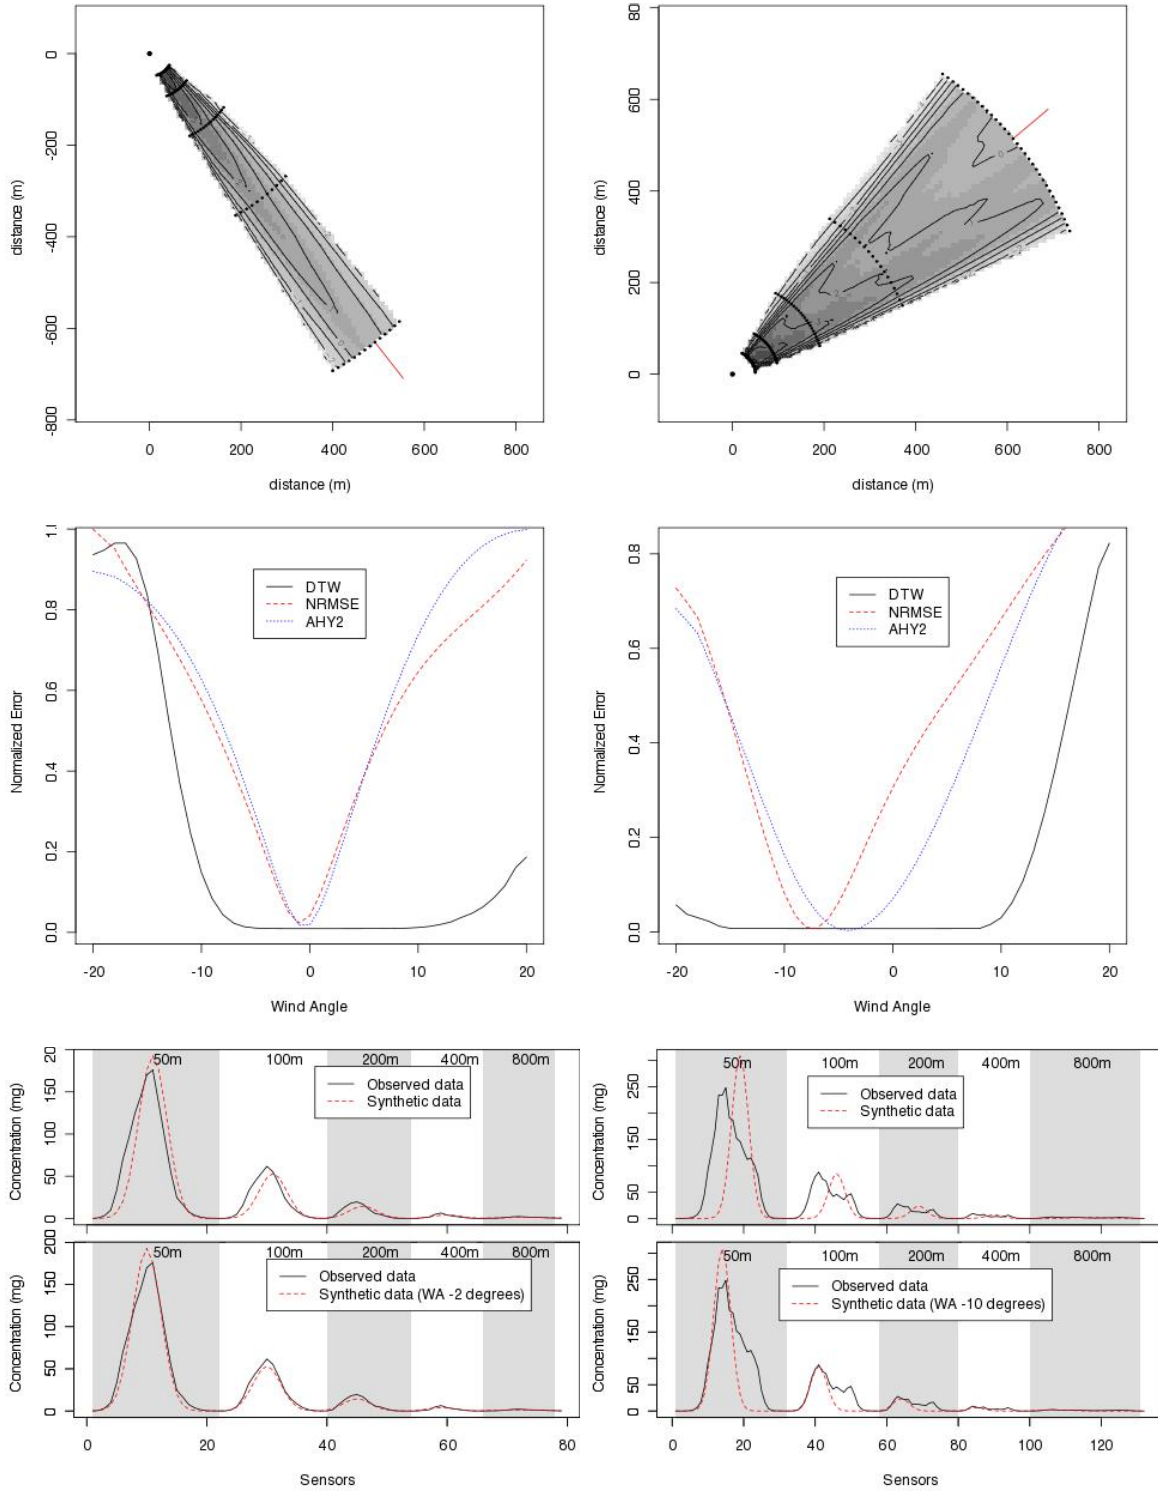 0
-200
-400
-600
-800
distance (m)
0
200
400
600
800
distance (m)
80
600
400
200
0
distance (m)
0
200
400
600
800
distance (m)
1.1
0.8
0.6
0.4
0.2
0.0
Normalized Error
DTW
NRMSE
AHY2
-20
-10
0
10
20
Wind Angle
0.8
0.6
0.4
0.2
0.0
Normalized Error
DTW
NRMSE
AHY2
-20
-10
0
10
20
Wind Angle
20
150
100
50
0
Concentration (mg)
50m
100m
200m
400m
800m
Observed data
Synthetic data
200
150
100
50
0
Concentration (mg)
50m
100m
200m
400m
800m
Observed data
Synthetic data (WA -2 degrees)
0
20
40
60
80
Sensors
250
150
50
0
Concentration (mg)
50m
100m
200m
400m
800m
Observed data
Synthetic data
250
150
50
0
Concentration (mg)
50m
100m
200m
400m
800m
Observed data
Synthetic data (WA -10 degrees)
0
20
40
60
80
100
120
Sensors